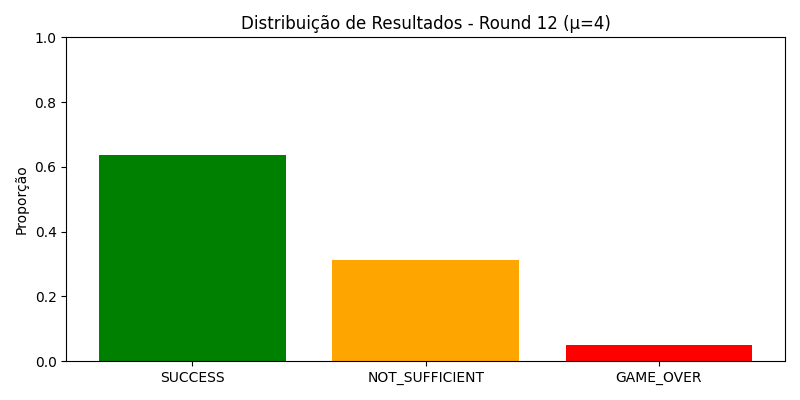 Distribuição de Resultados - Round 12 (μ=4)
Proporção
1.0
0.8
0.6
0.4
0.2
0.0
SUCCESS
NOT_SUFFICIENT
GAME_OVER